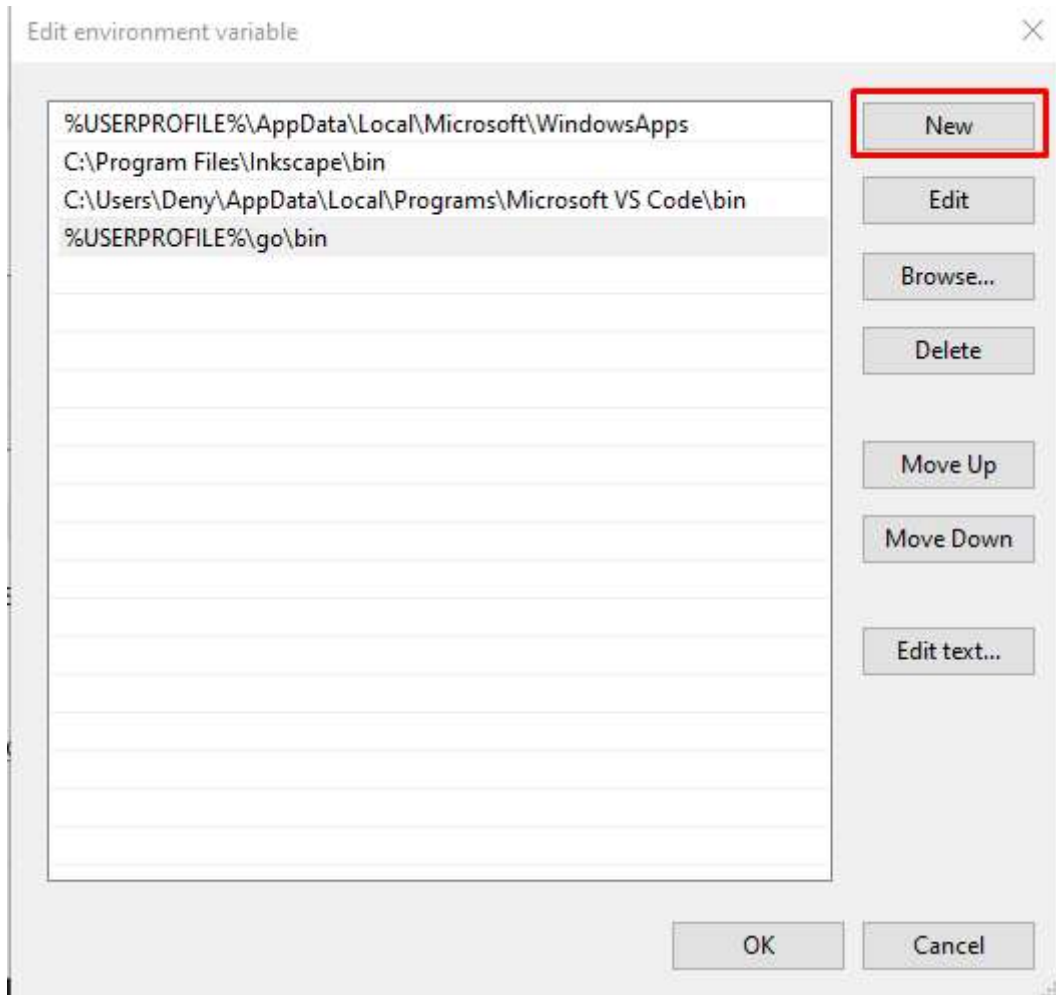 Edit environment variable
%USERPROFILE%\AppData\Local\Microsoft\WindowsApps
C:\Program Files\Inkscape\bin
C:\Users\Deny\AppData\Local\Programs\Microsoft VS Code\bin
%USERPROFILE%\go\bin
New
Edit
Browse...
Delete
Move Up
Move Down
Edit text...
OK
Cancel